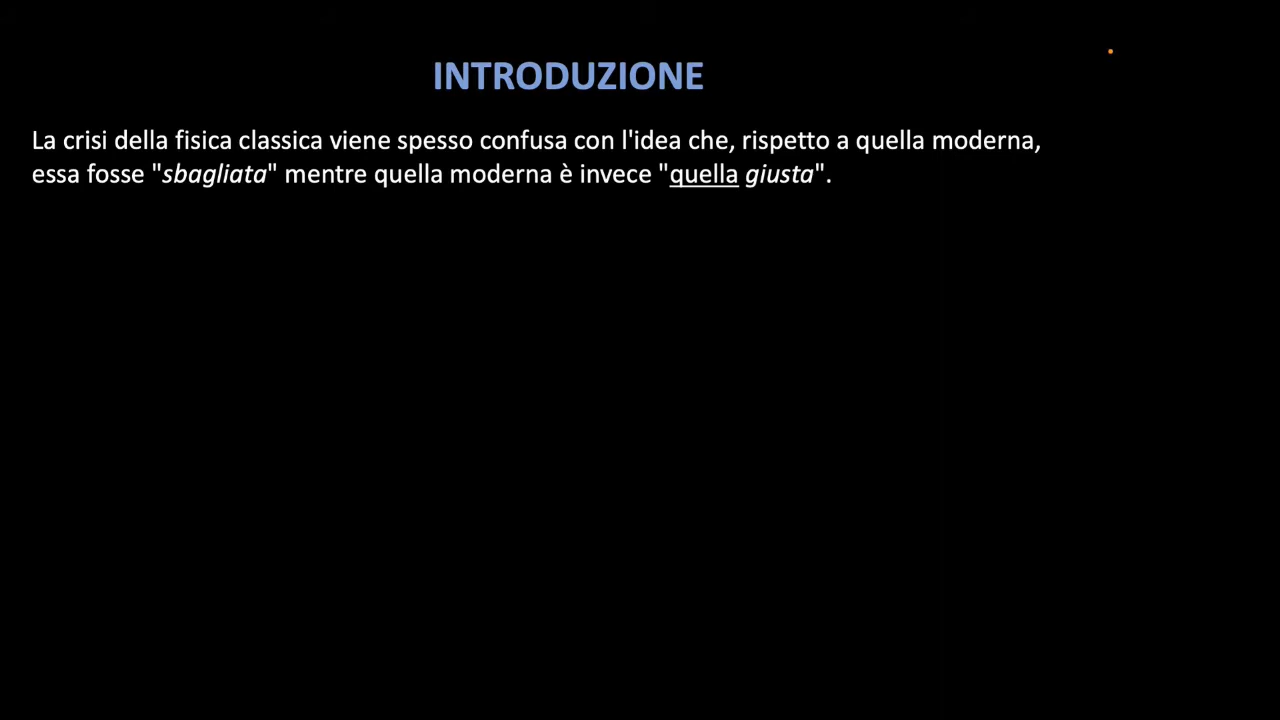 INTRODUZIONE
La crisi della fisica classica viene spesso confusa con l'idea che, rispetto a quella moderna,
essa fosse "sbagliata" mentre quella moderna è invece "quella giusta".